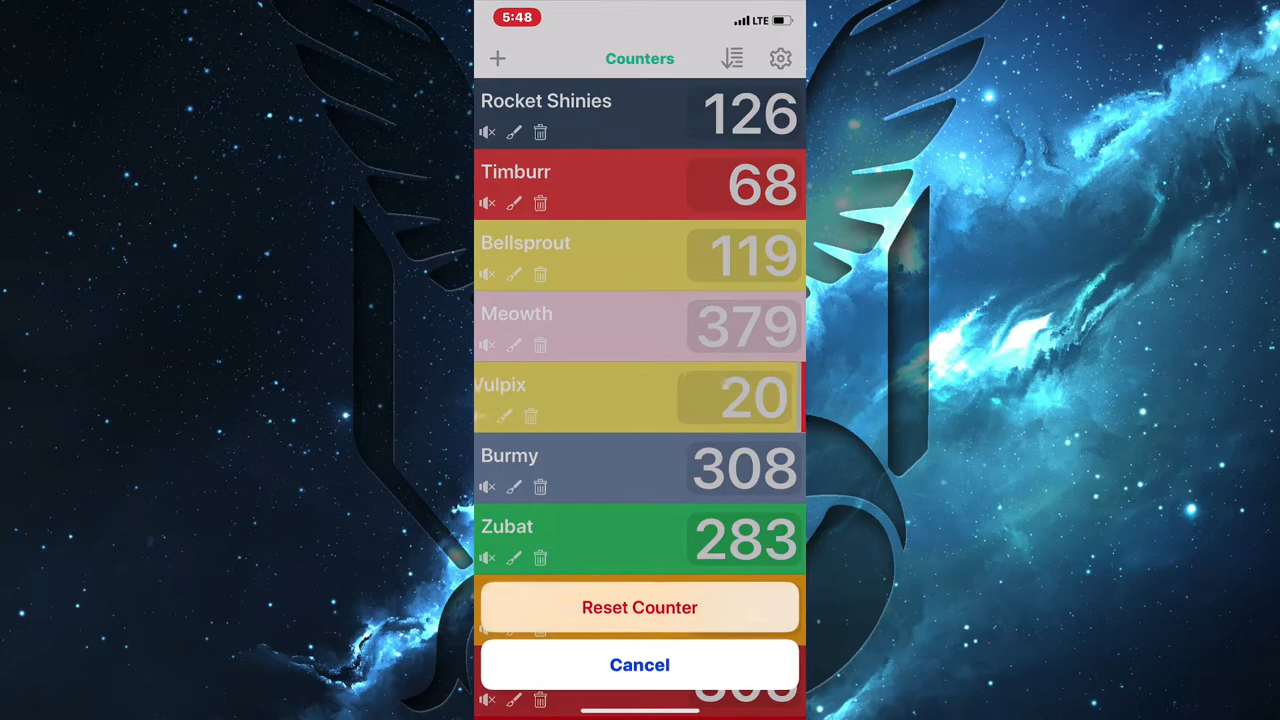 5:48
LTE
Counters
Rocket Shinies
126
Timburr
68
Bellsprout
119
Meowth
379
Vulpix
20
Burmy
308
Zubat
283
Reset Counter
Cancel